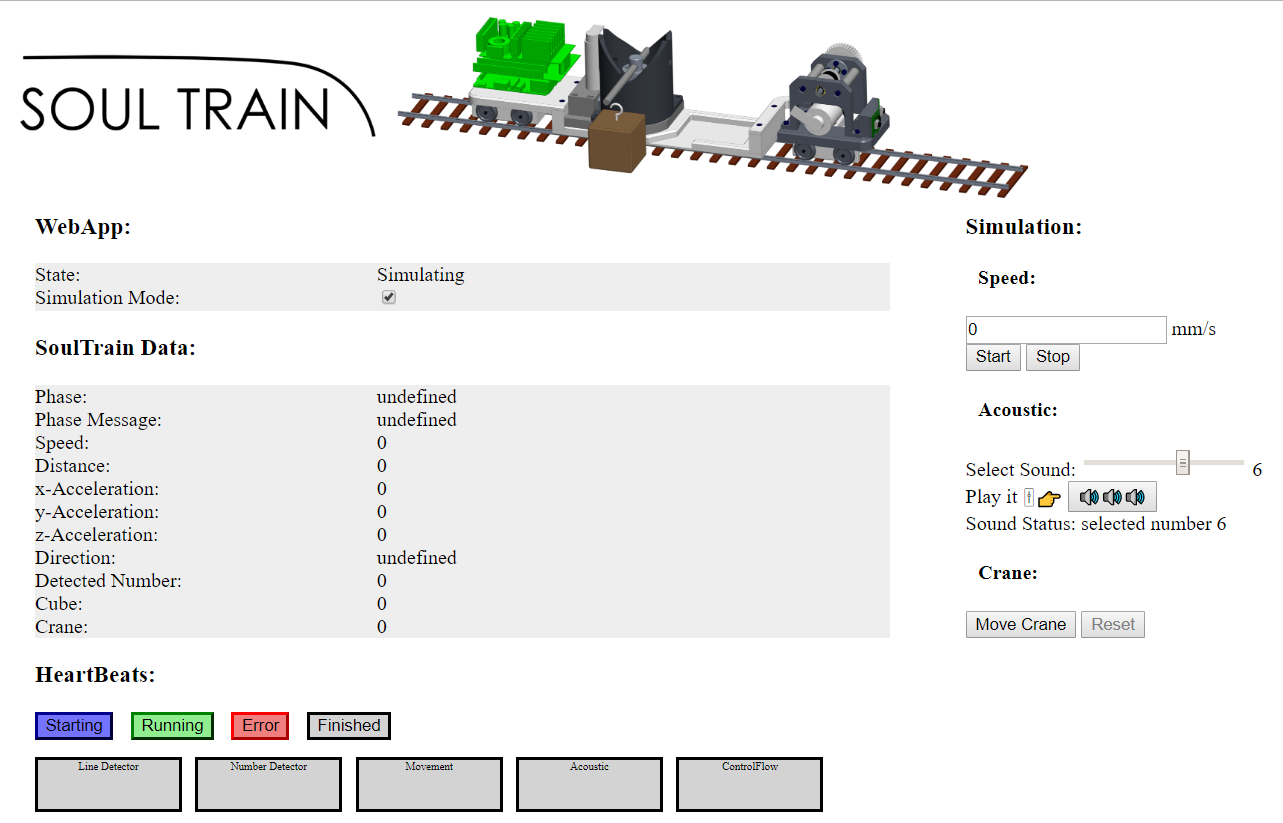 SOUL TRAIN
WebApp:
State: Simulating
Simulation Mode:
SoulTrain Data:
Phase: undefined
Phase Message: undefined
Speed: 0
Distance: 0
x-Acceleration: 0
y-Acceleration: 0
z-Acceleration: 0
Direction: undefined
Detected Number: 0
Cube: 0
Crane: 0
HeartBeats:
Starting Running Error Finished
Line Detector Number Detector Movement Acoustic ControlFlow
Simulation:
Speed:
0 mm/s
Start Stop
Acoustic:
Select Sound: 6
Play it
Sound Status: selected number 6
Crane:
Move Crane Reset